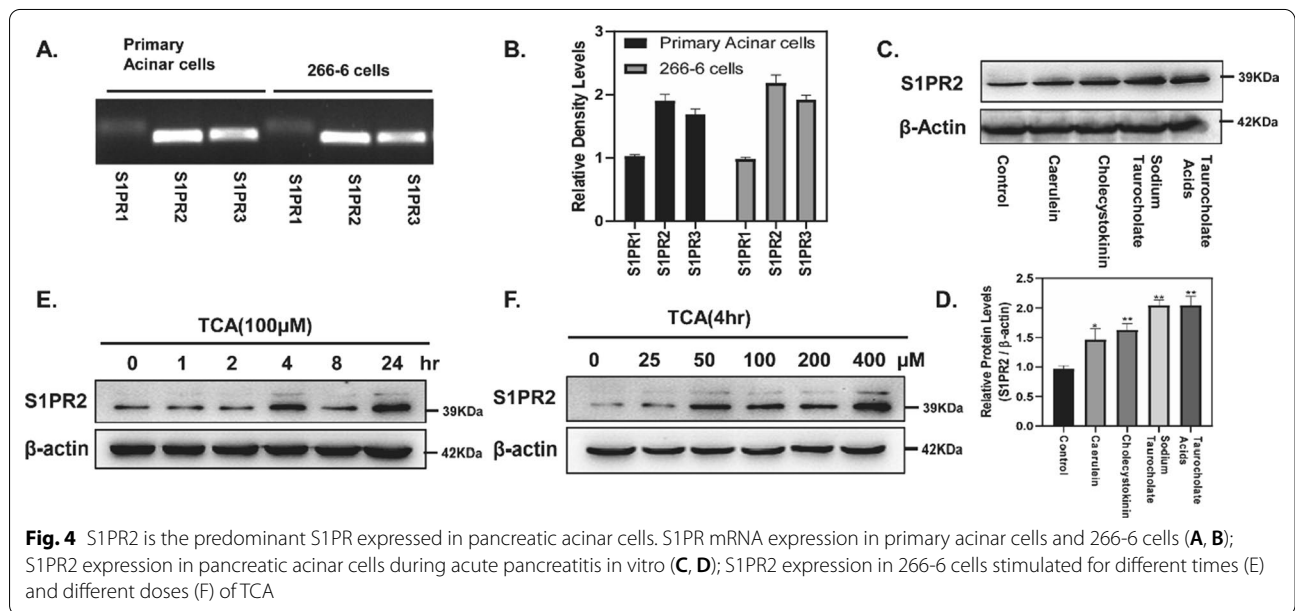 A.
Primary
Acinar cells
266-6 cells
S1PR1
S1PR2
S1PR3
S1PR1
S1PR2
S1PR3
B.
Relative Density Levels
3
2
1
0
Primary Acinar cells
266-6 cells
S1PR1
S1PR2
S1PR3
S1PR1
S1PR2
S1PR3
C.
S1PR2
39KDa
β-Actin
42KDa
Control
Caerulein
Cholecystokinin
Sodium
Taurocholate
Taurocholate
Acids
E.
TCA(100μM)
0 1 2 4 8 24 hr
S1PR2
39KDa
β-actin
42KDa
F.
TCA(4hr)
0 25 50 100 200 400 μM
S1PR2
39KDa
β-actin
42KDa
D.
Relative Protein Levels
(S1PR2 / β-actin)
2.5
2.0
1.5
1.0
0.5
0.0
*
**
**
**
Control
Caerulein
Cholecystokinin
Sodium
Taurocholate
Taurocholate
Acids
Fig. 4 S1PR2 is the predominant S1PR expressed in pancreatic acinar cells. S1PR mRNA expression in primary acinar cells and 266-6 cells (A, B);
S1PR2 expression in pancreatic acinar cells during acute pancreatitis in vitro (C, D); S1PR2 expression in 266-6 cells stimulated for different times (E)
and different doses (F) of TCA